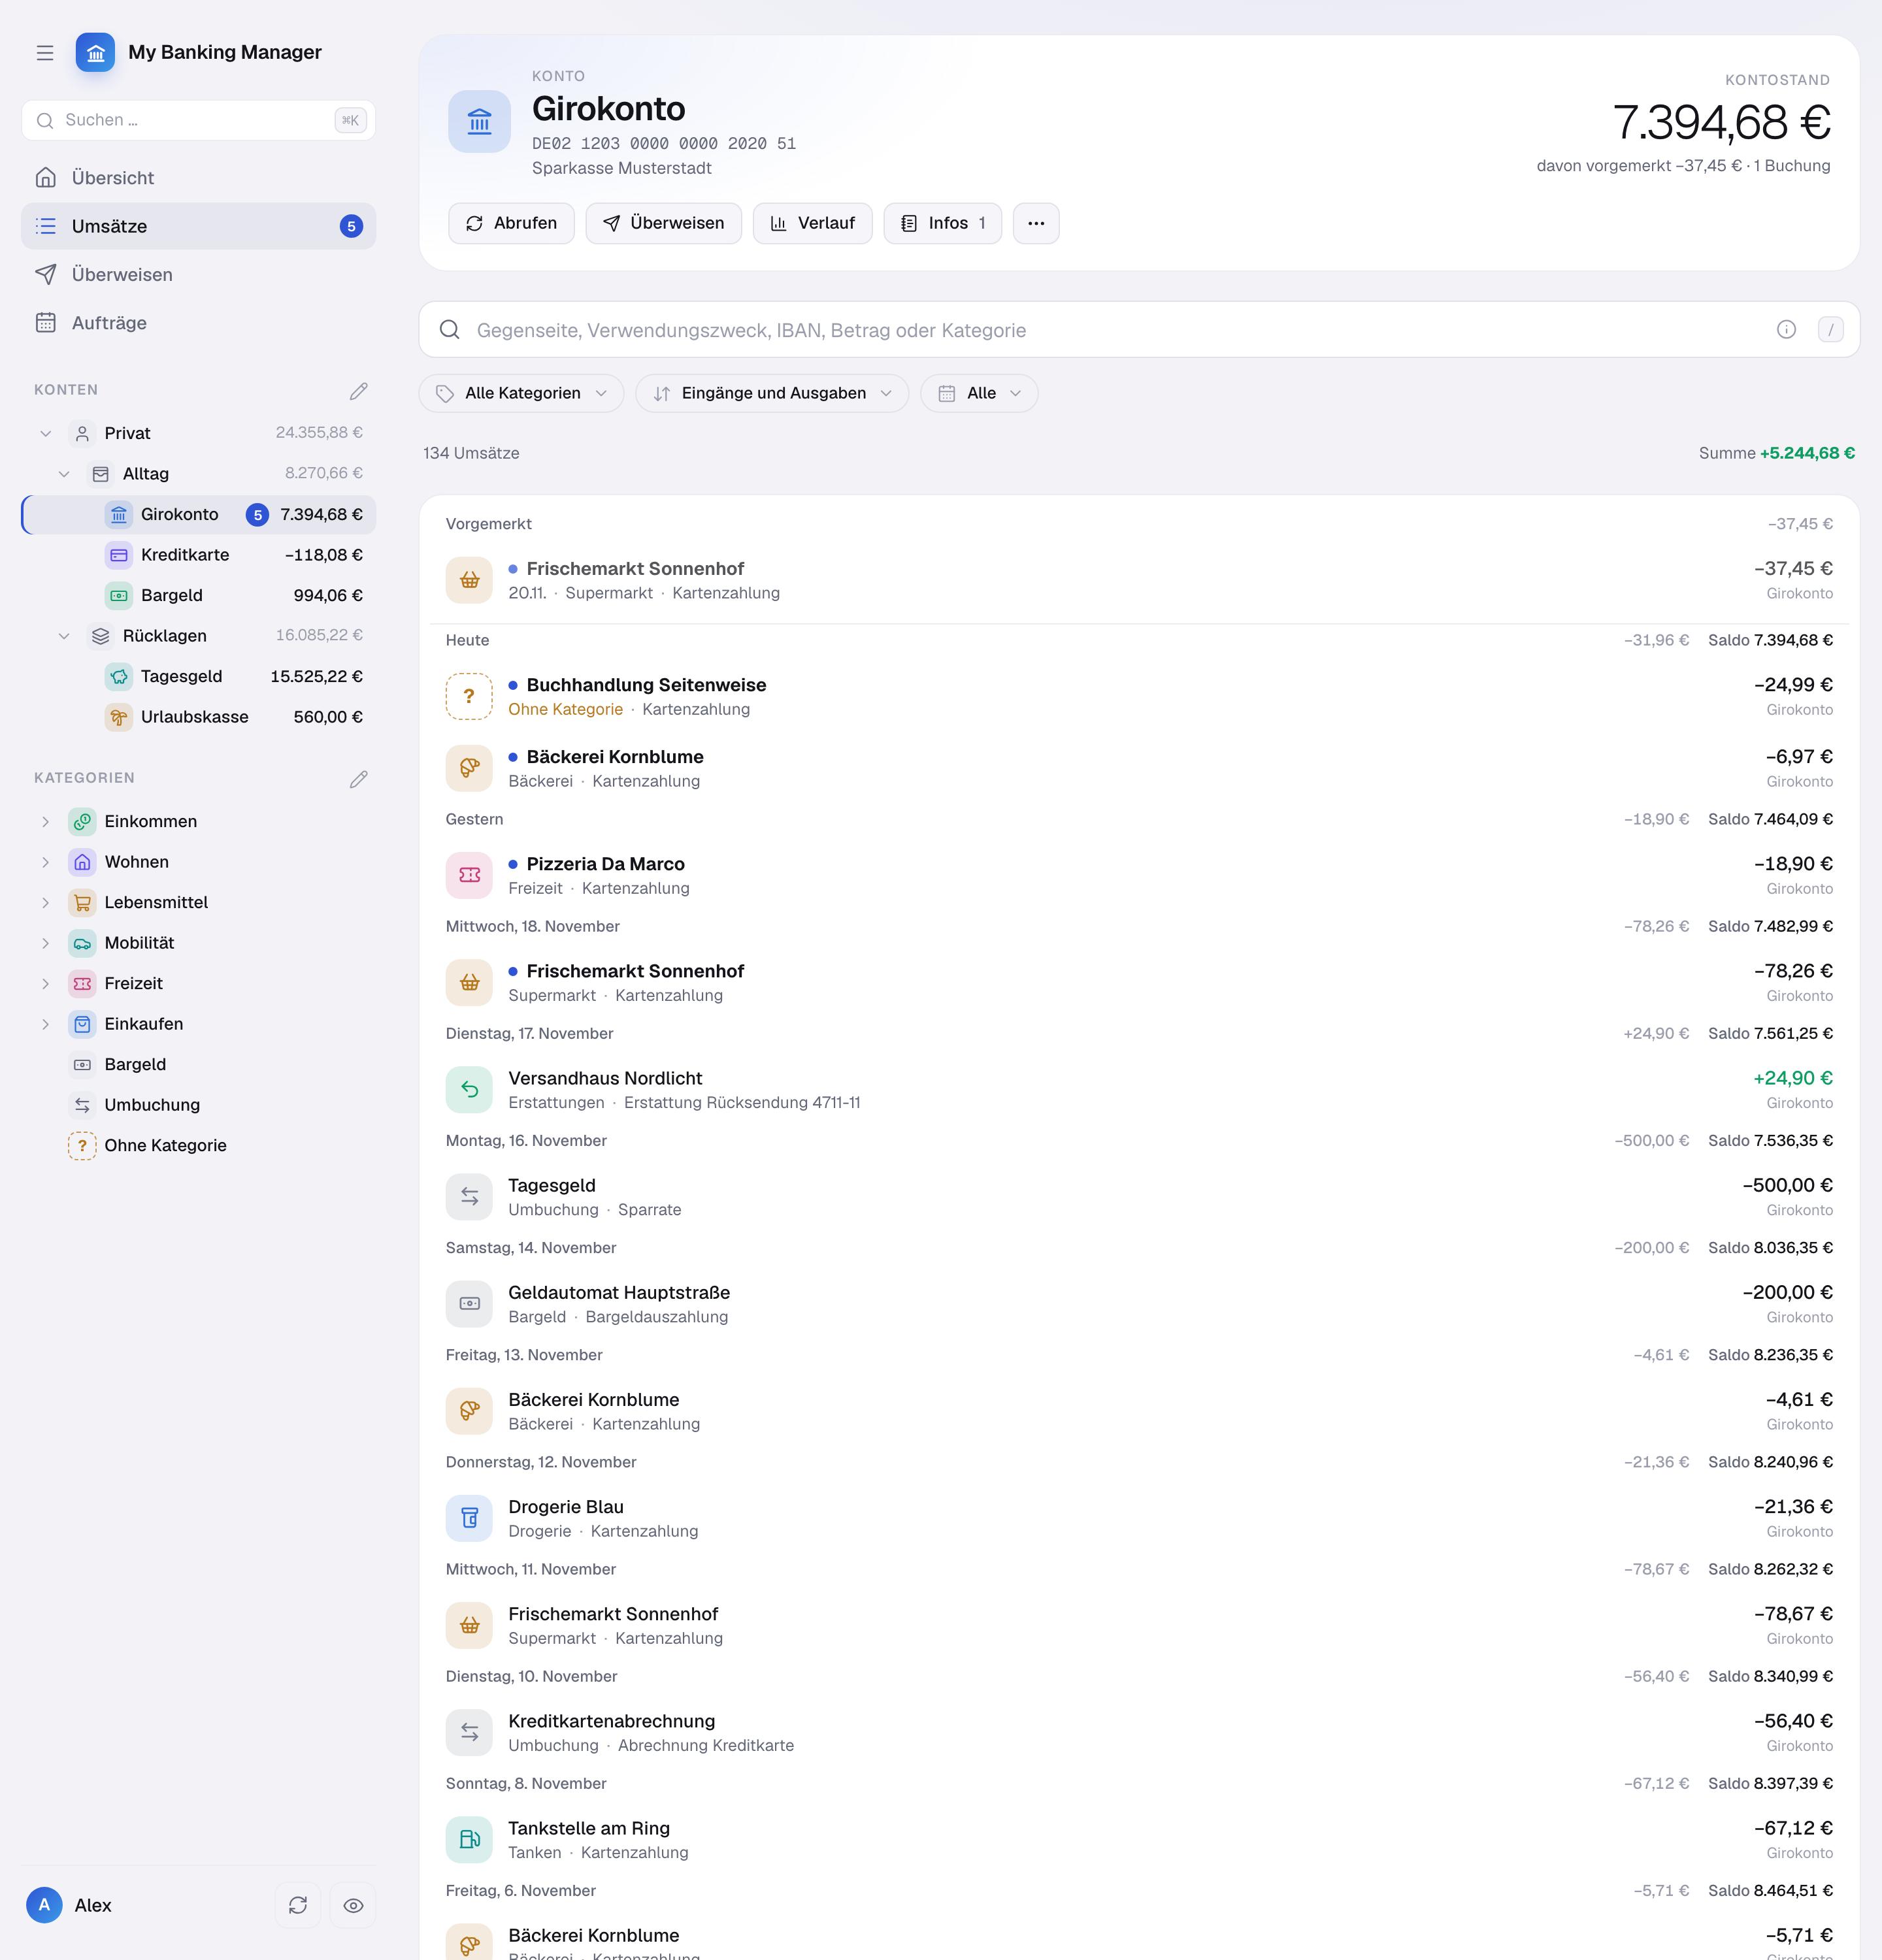 My Banking Manager
Suchen …
⌘K
Übersicht
Umsätze 5
Überweisen
Aufträge
KONTEN
Privat 24.355,88 €
Alltag 8.270,66 €
Girokonto 5 7.394,68 €
Kreditkarte −118,08 €
Bargeld 994,06 €
Rücklagen 16.085,22 €
Tagesgeld 15.525,22 €
Urlaubskasse 560,00 €
KATEGORIEN
Einkommen
Wohnen
Lebensmittel
Mobilität
Freizeit
Einkaufen
Bargeld
Umbuchung
? Ohne Kategorie
A Alex
KONTO
Girokonto
DE02 1203 0000 0000 2020 51
Sparkasse Musterstadt
KONTOSTAND
7.394,68 €
davon vorgemerkt −37,45 € · 1 Buchung
Abrufen Überweisen Verlauf Infos 1
Gegenseite, Verwendungszweck, IBAN, Betrag oder Kategorie /
Alle Kategorien Eingänge und Ausgaben Alle
134 Umsätze Summe +5.244,68 €
Vorgemerkt −37,45 €
Frischemarkt Sonnenhof −37,45 €
20.11. · Supermarkt · Kartenzahlung Girokonto
Heute −31,96 € Saldo 7.394,68 €
? Buchhandlung Seitenweise −24,99 €
Ohne Kategorie · Kartenzahlung Girokonto
Bäckerei Kornblume −6,97 €
Bäckerei · Kartenzahlung Girokonto
Gestern −18,90 € Saldo 7.464,09 €
Pizzeria Da Marco −18,90 €
Freizeit · Kartenzahlung Girokonto
Mittwoch, 18. November −78,26 € Saldo 7.482,99 €
Frischemarkt Sonnenhof −78,26 €
Supermarkt · Kartenzahlung Girokonto
Dienstag, 17. November +24,90 € Saldo 7.561,25 €
Versandhaus Nordlicht +24,90 €
Erstattungen · Erstattung Rücksendung 4711-11 Girokonto
Montag, 16. November −500,00 € Saldo 7.536,35 €
Tagesgeld −500,00 €
Umbuchung · Sparrate Girokonto
Samstag, 14. November −200,00 € Saldo 8.036,35 €
Geldautomat Hauptstraße −200,00 €
Bargeld · Bargeldauszahlung Girokonto
Freitag, 13. November −4,61 € Saldo 8.236,35 €
Bäckerei Kornblume −4,61 €
Bäckerei · Kartenzahlung Girokonto
Donnerstag, 12. November −21,36 € Saldo 8.240,96 €
Drogerie Blau −21,36 €
Drogerie · Kartenzahlung Girokonto
Mittwoch, 11. November −78,67 € Saldo 8.262,32 €
Frischemarkt Sonnenhof −78,67 €
Supermarkt · Kartenzahlung Girokonto
Dienstag, 10. November −56,40 € Saldo 8.340,99 €
Kreditkartenabrechnung −56,40 €
Umbuchung · Abrechnung Kreditkarte Girokonto
Sonntag, 8. November −67,12 € Saldo 8.397,39 €
Tankstelle am Ring −67,12 €
Tanken · Kartenzahlung Girokonto
Freitag, 6. November −5,71 € Saldo 8.464,51 €
Bäckerei Kornblume −5,71 €
Bäckerei · Kartenzahlung Girokonto